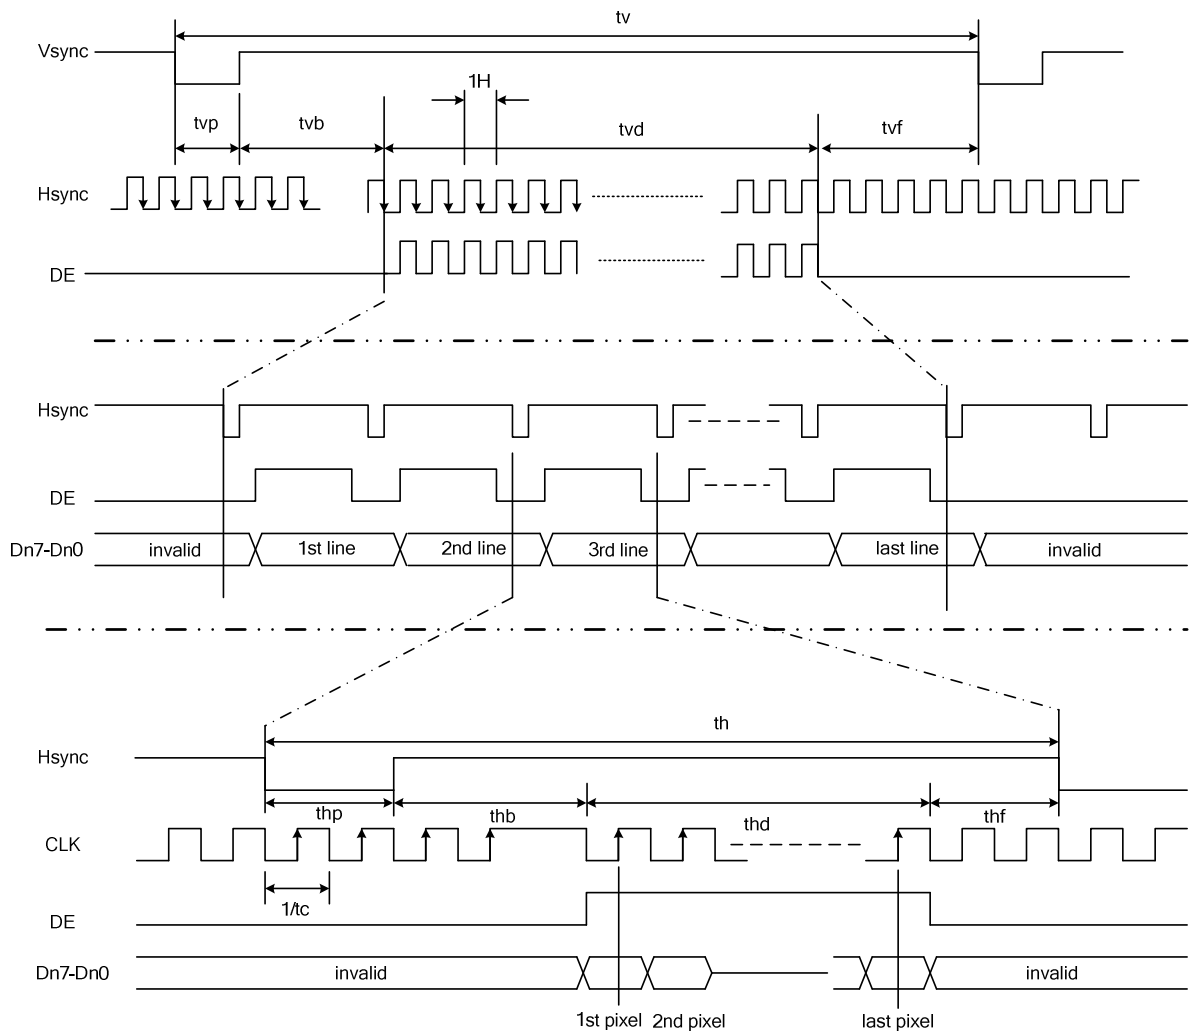 tv
Vsync
1H
tvp
tvb
tvd
tvf
Hsync
DE
Hsync
DE
Dn7-Dn0
invalid
1st line
2nd line
3rd line
last line
invalid
th
Hsync
thp
thb
thd
thf
CLK
1/tc
DE
Dn7-Dn0
invalid
invalid
1st pixel
2nd pixel
last pixel